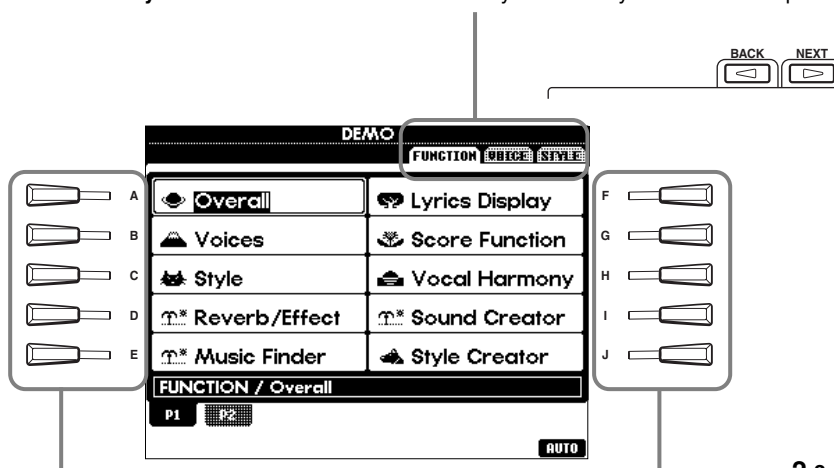 BACK NEXT
DEMO
FUNCTION VOICE STYLE
A Overall Lyrics Display F
B Voices Score Function G
C Style Vocal Harmony H
D Reverb/Effect Sound Creator I
E Music Finder Style Creator J
FUNCTION / Overall
P1 P2
AUTO